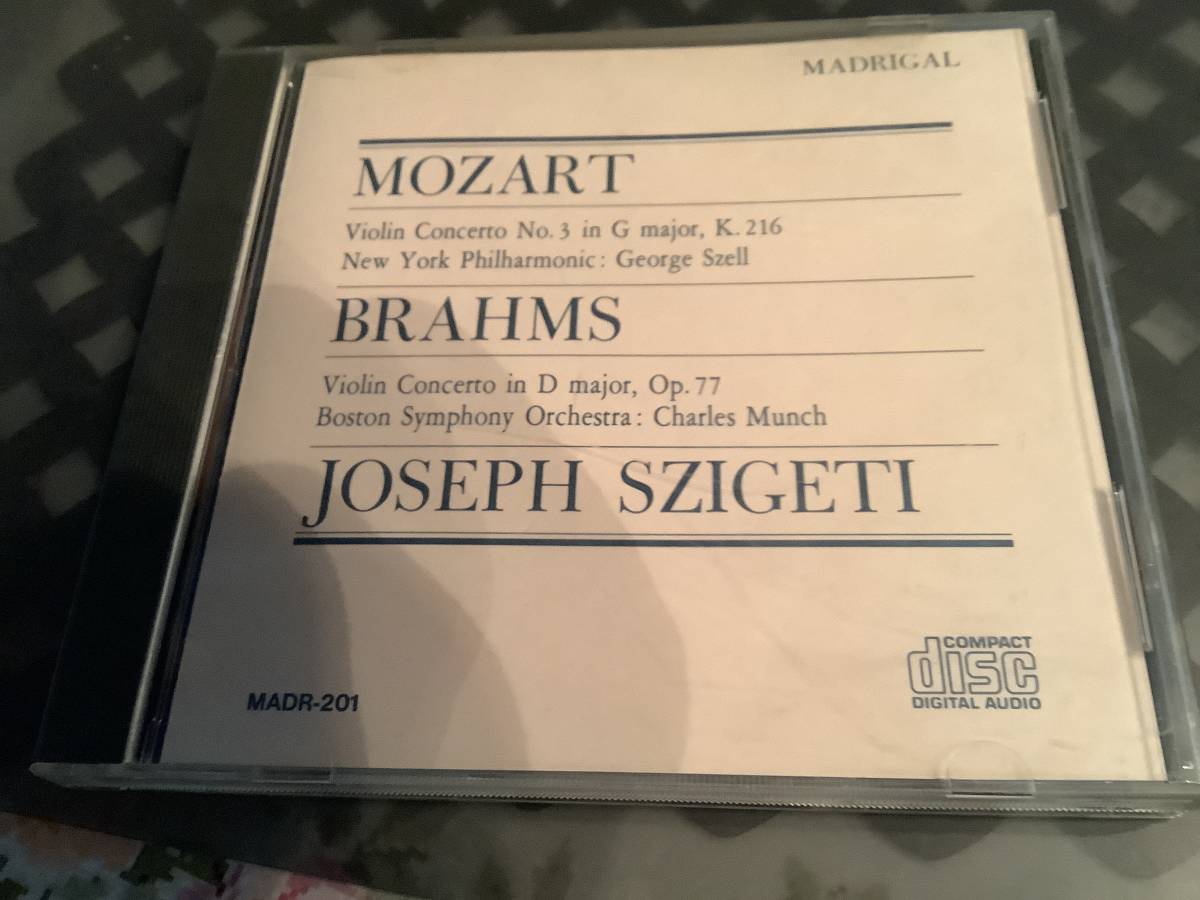 MADRIGAL
MOZART
Violin Concerto No. 3 in G major, K. 216
New York Philharmonic: George Szell
BRAHMS
Violin Concerto in D major, Op. 77
Boston Symphony Orchestra: Charles Munch
JOSEPH SZIGETI
MADR-201
COMPACT
disc
DIGITAL AUDIO